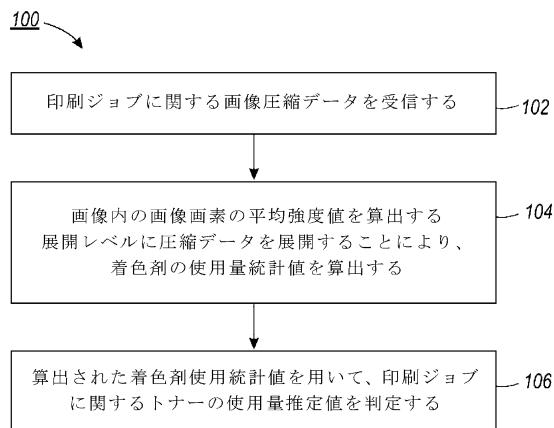 100
印刷ジョブに関する画像圧縮データを受信する
102
画像内の画像画素の平均強度値を算出する
展開レベルに圧縮データを展開することにより、
着色剤の使用量統計値を算出する
104
算出された着色剤使用統計値を用いて、印刷ジョブ
に関するトナーの使用量推定値を判定する
106